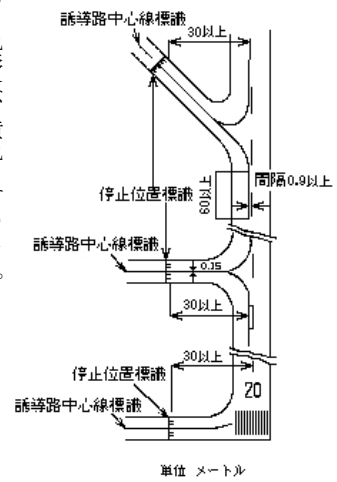 誘導路中心線標識
30以上
停止位置標識
60以上
間隔0.9以上
誘導路中心線標識
0.15
30以上
30以上
停止位置標識
20
誘導路中心線標識
単位 メートル